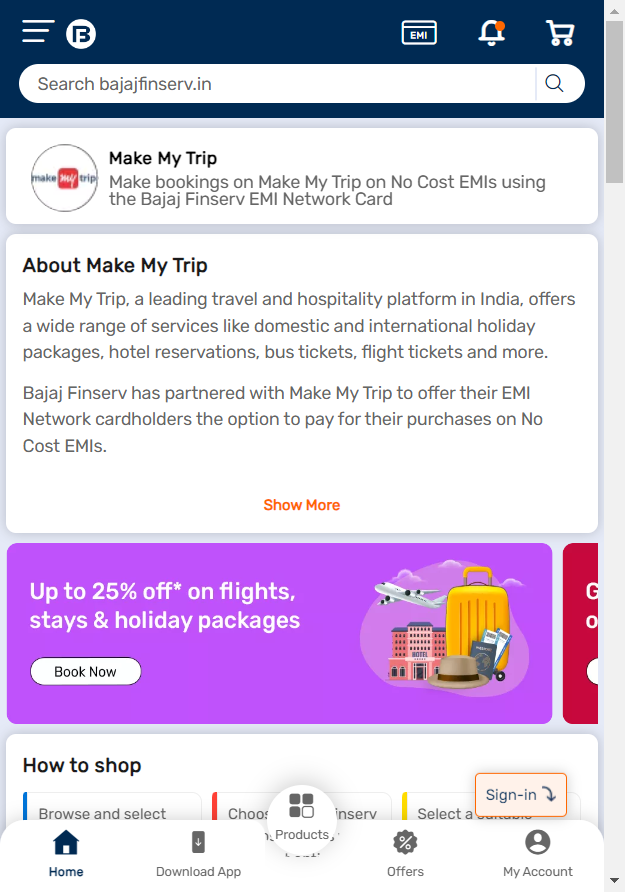 EMI
Search bajajfinserv.in
make my trip
Make My Trip
Make bookings on Make My Trip on No Cost EMIs using
the Bajaj Finserv EMI Network Card
About Make My Trip
Make My Trip, a leading travel and hospitality platform in India, offers
a wide range of services like domestic and international holiday
packages, hotel reservations, bus tickets, flight tickets and more.
Bajaj Finserv has partnered with Make My Trip to offer their EMI
Network cardholders the option to pay for their purchases on No
Cost EMIs.
Show More
Up to 25% off* on flights,
stays & holiday packages
HOTEL
Book Now
How to shop
Sign-in
Browse and select
Select a suitable
Products
Home
Download App
Offers
My Account